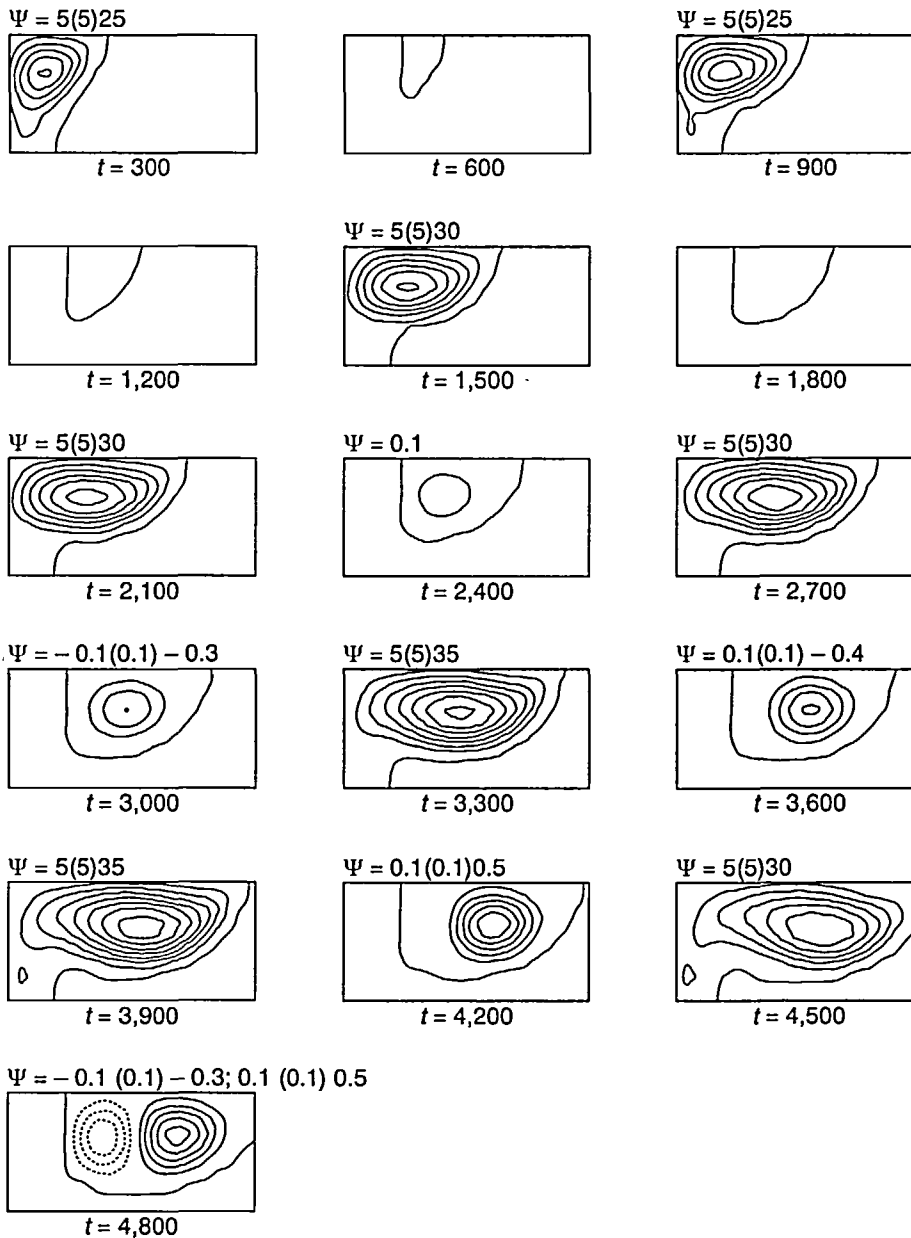 Ψ = 5(5)25
Ψ = 5(5)25
t = 300
t = 600
t = 900
Ψ = 5(5)30
t = 1,200
t = 1,500
t = 1,800
Ψ = 5(5)30
Ψ = 0.1
Ψ = 5(5)30
t = 2,100
t = 2,400
t = 2,700
Ψ = – 0.1(0.1) – 0.3
Ψ = 5(5)35
Ψ = 0.1(0.1) – 0.4
t = 3,000
t = 3,300
t = 3,600
Ψ = 5(5)35
Ψ = 0.1(0.1)0.5
Ψ = 5(5)30
t = 3,900
t = 4,200
t = 4,500
Ψ = – 0.1 (0.1) – 0.3; 0.1 (0.1) 0.5
t = 4,800